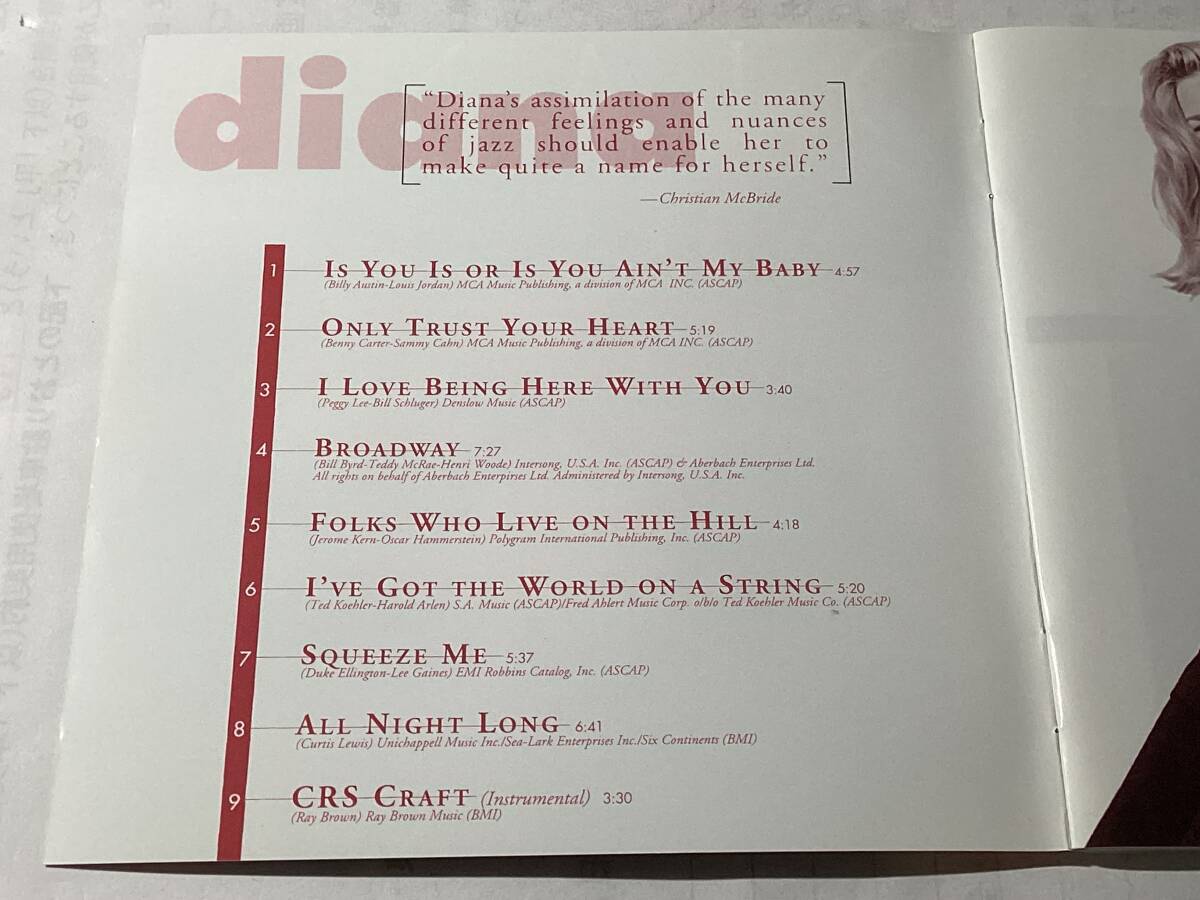 diana
“Diana's assimilation of the many
different feelings and nuances
of jazz should enable her to
make quite a name for herself.”
—Christian McBride
1 IS YOU IS OR IS YOU AIN'T MY BABY 4:57
(Billy Austin-Louis Jordan) MCA Music Publishing, a division of MCA INC. (ASCAP)
2 ONLY TRUST YOUR HEART 5:19
(Benny Carter-Sammy Cahn) MCA Music Publishing, a division of MCA INC. (ASCAP)
3 I LOVE BEING HERE WITH YOU 3:40
(Peggy Lee-Bill Schluger) Denslow Music (ASCAP)
4 BROADWAY 7:27
(Bill Byrd-Teddy McRae-Henri Woode) Intersong, U.S.A. Inc. (ASCAP) & Aberbach Enterprises Ltd.
All rights on behalf of Aberbach Enterpirses Ltd. Administered by Intersong, U.S.A. Inc.
5 FOLKS WHO LIVE ON THE HILL 4:18
(Jerome Kern-Oscar Hammerstein) Polygram International Publishing, Inc. (ASCAP)
6 I'VE GOT THE WORLD ON A STRING 5:20
(Ted Koehler-Harold Arlen) S.A. Music (ASCAP)/Fred Ahlert Music Corp. o/b/o Ted Koehler Music Co. (ASCAP)
7 SQUEEZE ME 5:37
(Duke Ellington-Lee Gaines) EMI Robbins Catalog, Inc. (ASCAP)
8 ALL NIGHT LONG 6:41
(Curtis Lewis) Unichappell Music Inc./Sea-Lark Enterprises Inc./Six Continents (BMI)
9 CRS CRAFT (Instrumental) 3:30
(Ray Brown) Ray Brown Music (BMI)